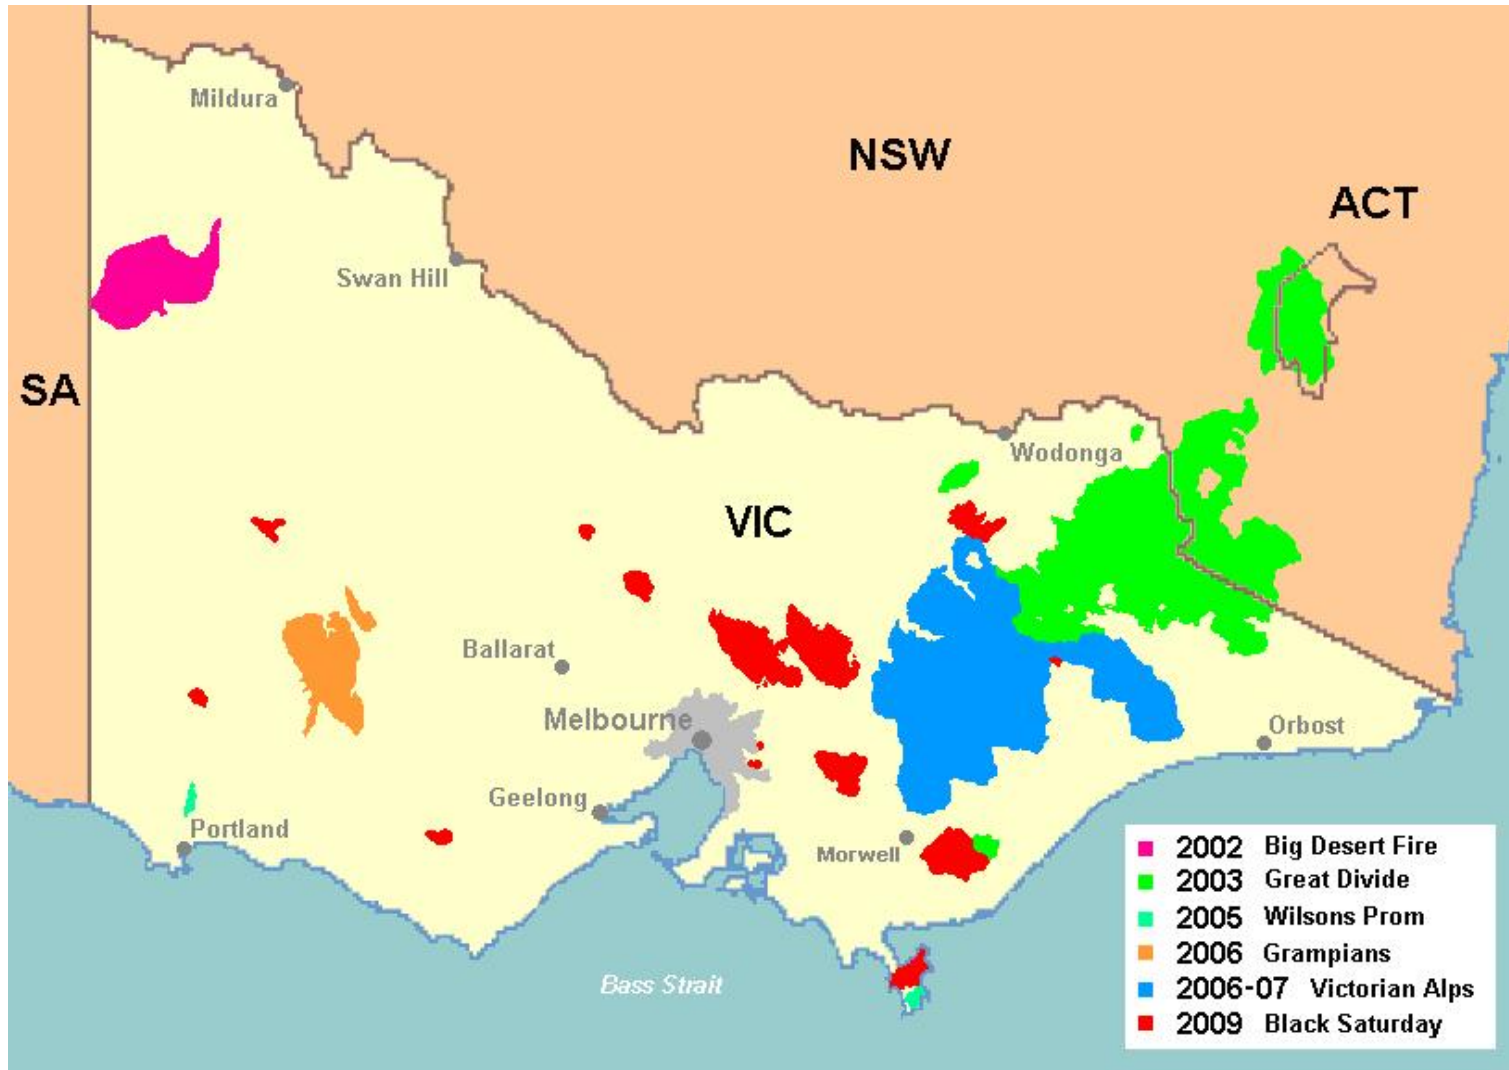 Mildura
NSW
ACT
Swan Hill
SA
Wodonga
VIC
Ballarat
Melbourne
Orbost
Geelong
Portland
Morwell
Bass Strait
2002 Big Desert Fire
2003 Great Divide
2005 Wilsons Prom
2006 Grampians
2006-07 Victorian Alps
2009 Black Saturday